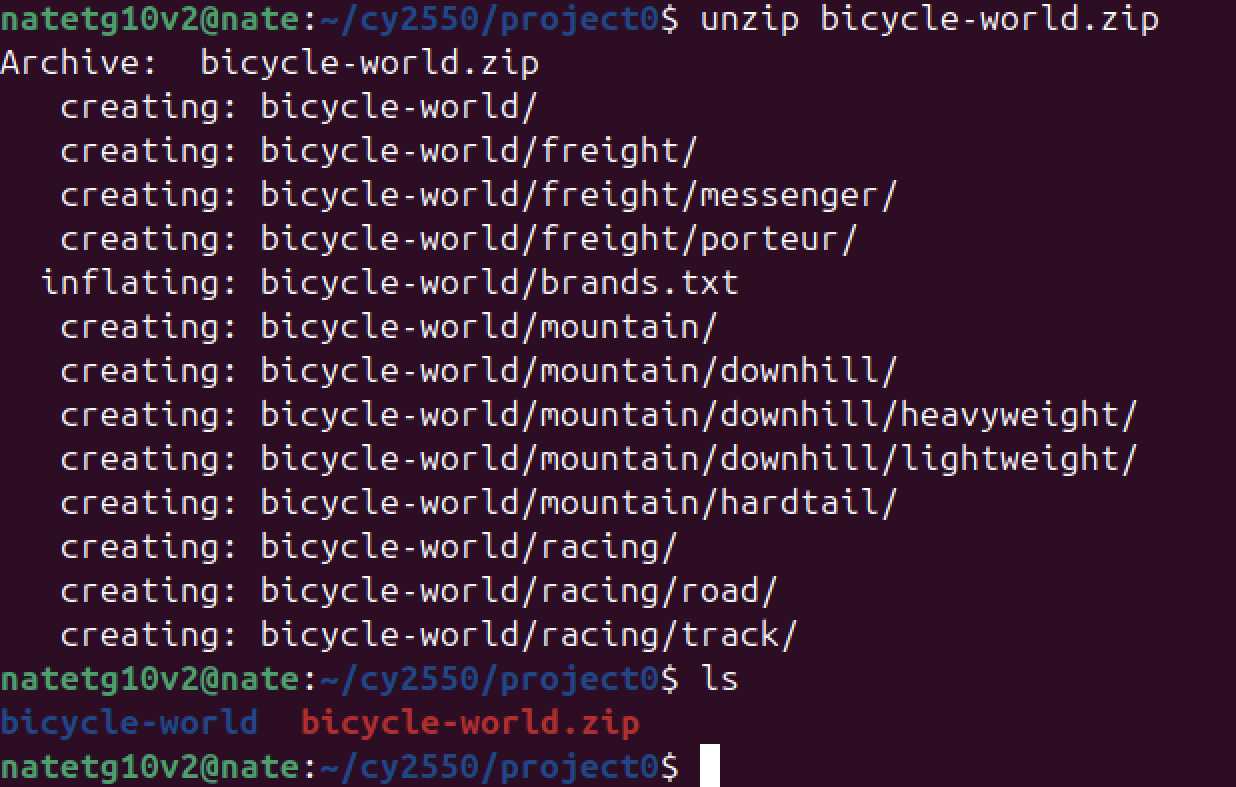 natetg10v2@nate:~/cy2550/project0$ unzip bicycle-world.zip
Archive:  bicycle-world.zip
   creating: bicycle-world/
   creating: bicycle-world/freight/
   creating: bicycle-world/freight/messenger/
   creating: bicycle-world/freight/porteur/
  inflating: bicycle-world/brands.txt
   creating: bicycle-world/mountain/
   creating: bicycle-world/mountain/downhill/
   creating: bicycle-world/mountain/downhill/heavyweight/
   creating: bicycle-world/mountain/downhill/lightweight/
   creating: bicycle-world/mountain/hardtail/
   creating: bicycle-world/racing/
   creating: bicycle-world/racing/road/
   creating: bicycle-world/racing/track/
natetg10v2@nate:~/cy2550/project0$ ls
bicycle-world  bicycle-world.zip
natetg10v2@nate:~/cy2550/project0$